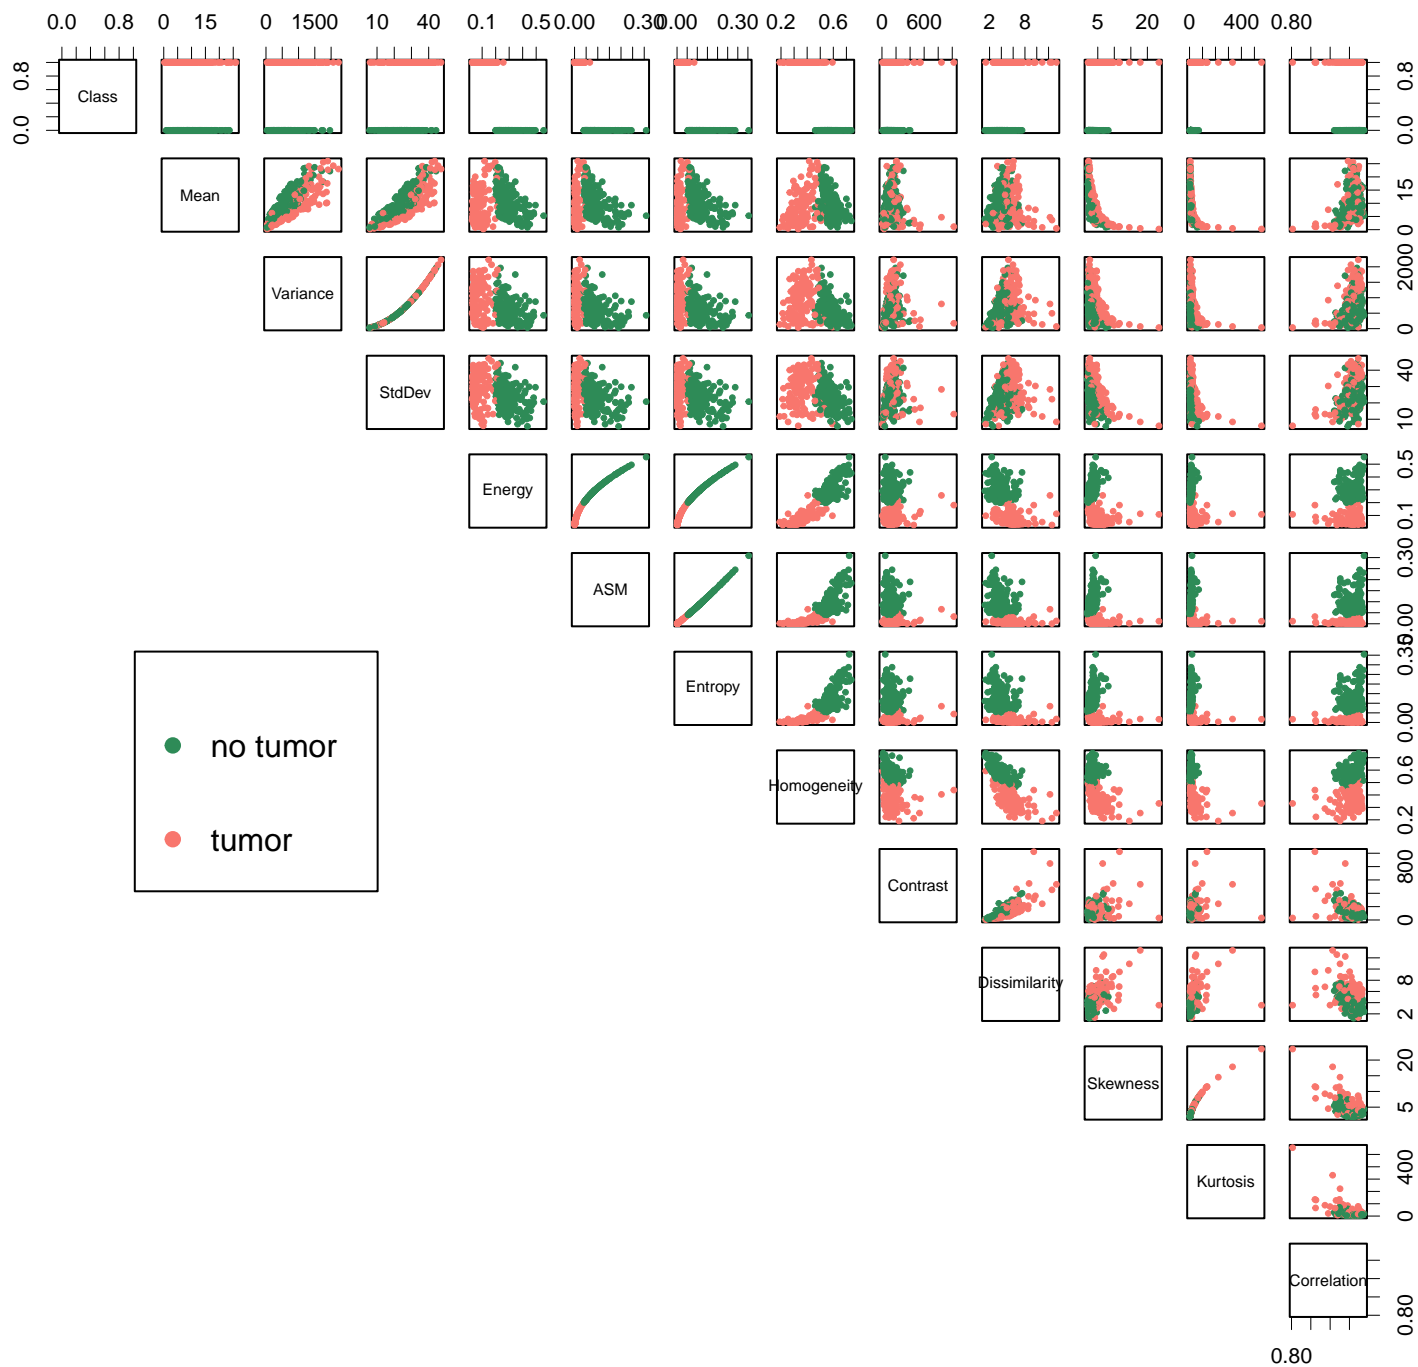 0.0 0.8 0 15 0 1500 10 40 0.1 0.5 0.00 0.30 0.00 0.30 0.2 0.6 0 600 2 8 5 20 0 400 0.80
0.0 0.8 Class 0.0 0.8
Mean 0 15
Variance 0 2000
StdDev 10 40
Energy 0.1 0.5
ASM 0.00 0.30
Entropy 0.00 0.30
no tumor
tumor
Homogeneity 0.2 0.6
Contrast 0 800
Dissimilarity 2 8
Skewness 5 20
Kurtosis 0 400
Correlation 0.80
0.80